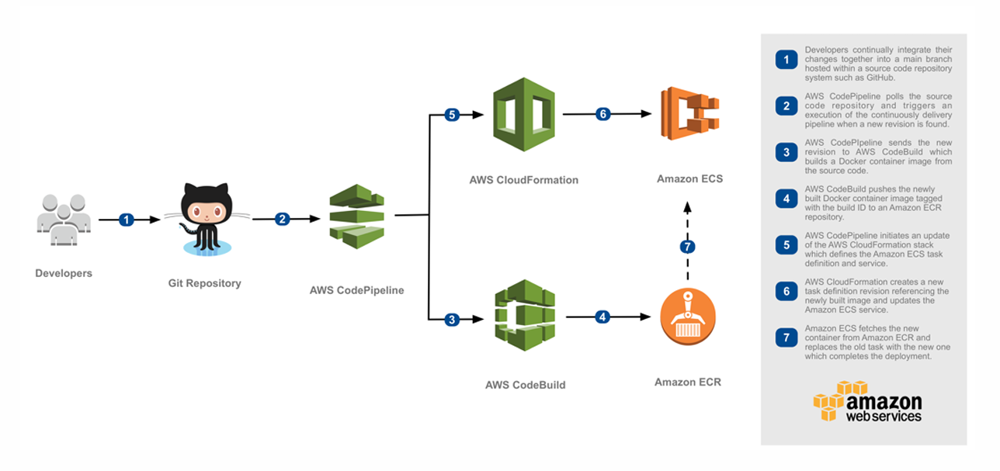 Developers
1
Git Repository
2
AWS CodePipeline
5
AWS CloudFormation
6
Amazon ECS
3
AWS CodeBuild
4
Amazon ECR
7
1
Developers continually integrate their
changes together into a main branch
hosted within a source code repository
system such as GitHub.
2
AWS CodePipeline polls the source
code repository and triggers an
execution of the continuously delivery
pipeline when a new revision is found.
3
AWS CodePIpeline sends the new
revision to AWS CodeBuild which
builds a Docker container image from
the source code.
4
AWS CodeBuild pushes the newly
built Docker container image tagged
with the build ID to an Amazon ECR
repository.
5
AWS CodePipeline initiates an update
of the AWS CloudFormation stack
which defines the Amazon ECS task
definition and service.
6
AWS CloudFormation creates a new
task definition revision referencing the
newly built image and updates the
Amazon ECS service.
7
Amazon ECS fetches the new
container from Amazon ECR and
replaces the old task with the new one
which completes the deployment.
amazon
web services